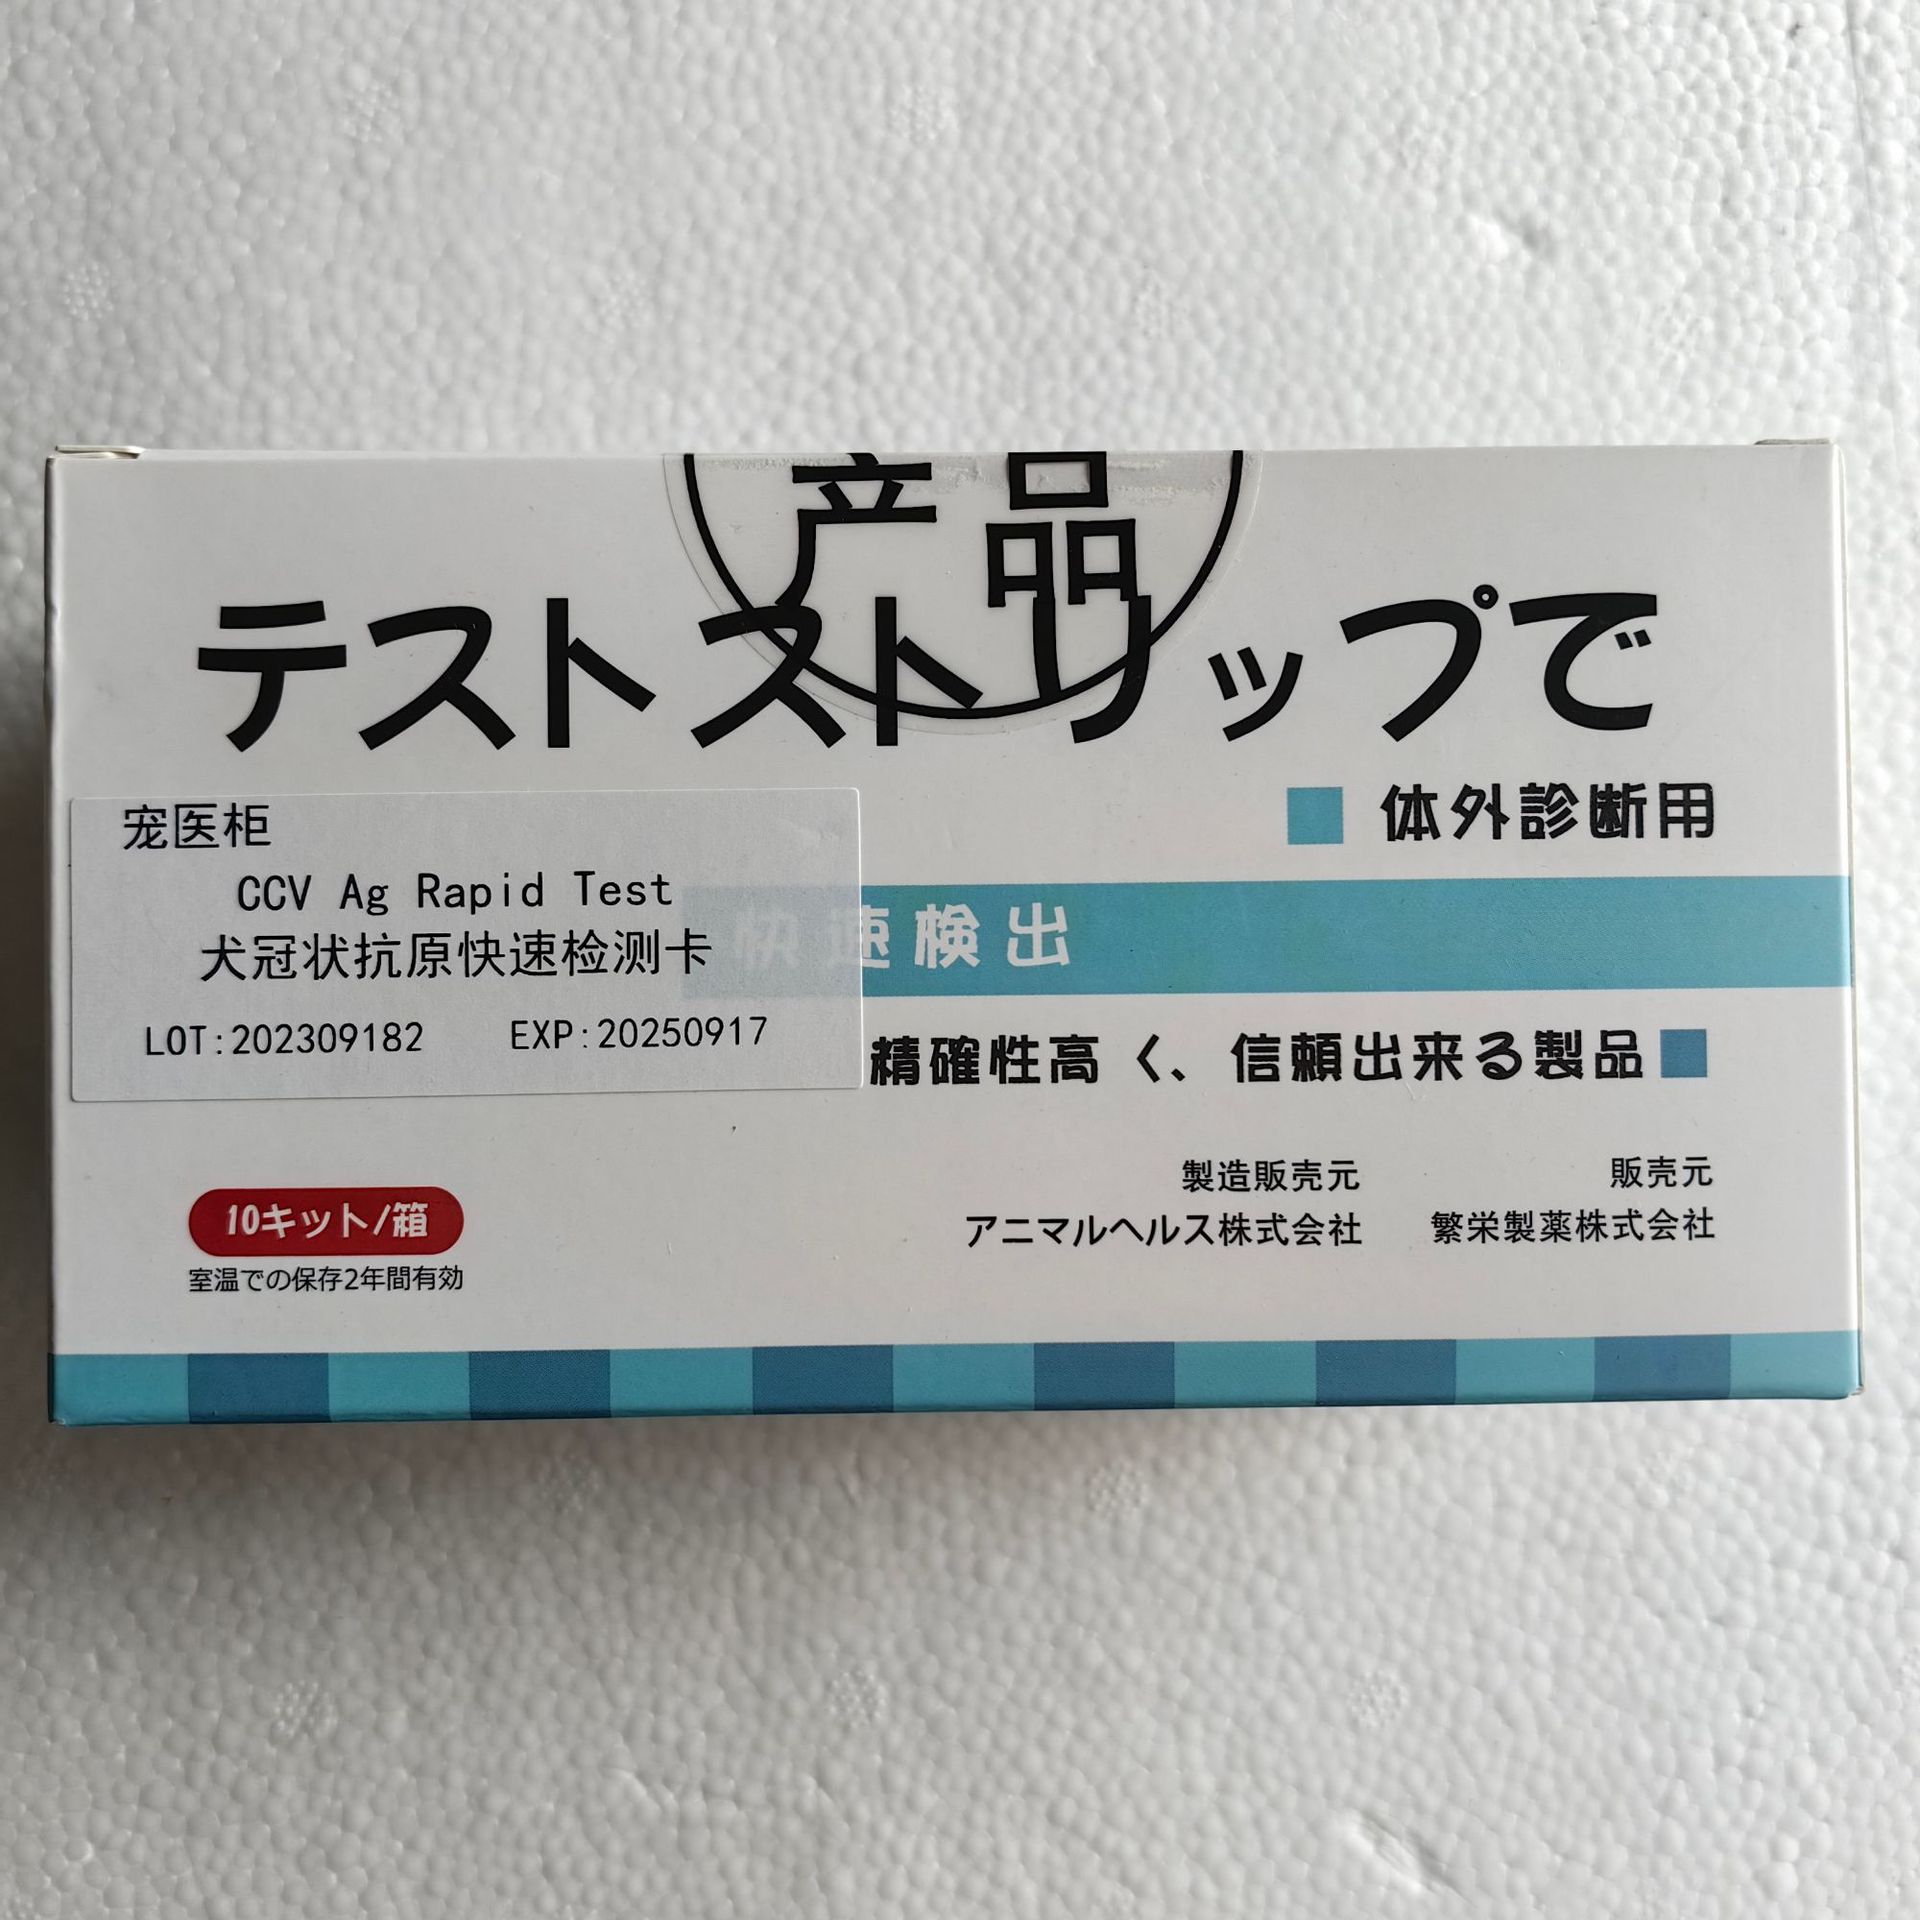 产品
テストストリップで
体外診断用
宠医柜
CCV Ag Rapid Test
犬冠状抗原快速检测卡
LOT:202309182 EXP:20250917
快速検出
精確性高く、信頼出来る製品
製造販売元
アニマルヘルス株式会社
販売元
繁栄製薬株式会社
10キット/箱
室温での保存2年間有効